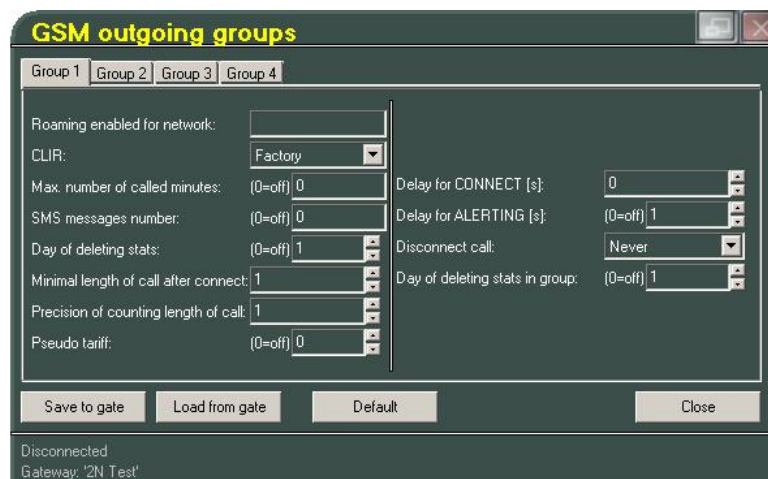 GSM outgoing groups
Group 1 Group 2 Group 3 Group 4
Roaming enabled for network:
CLIR: Factory
Max. number of called minutes: (0=off) 0
SMS messages number: (0=off) 0
Day of deleting stats: (0=off) 1
Minimal length of call after connect: 1
Precision of counting length of call: 1
Pseudo tariff: (0=off) 0
Delay for CONNECT [s]: 0
Delay for ALERTING [s]: (0=off) 1
Disconnect call: Never
Day of deleting stats in group: (0=off) 1
Save to gate Load from gate Default Close
Disconnected
Gateway: '2N Test'